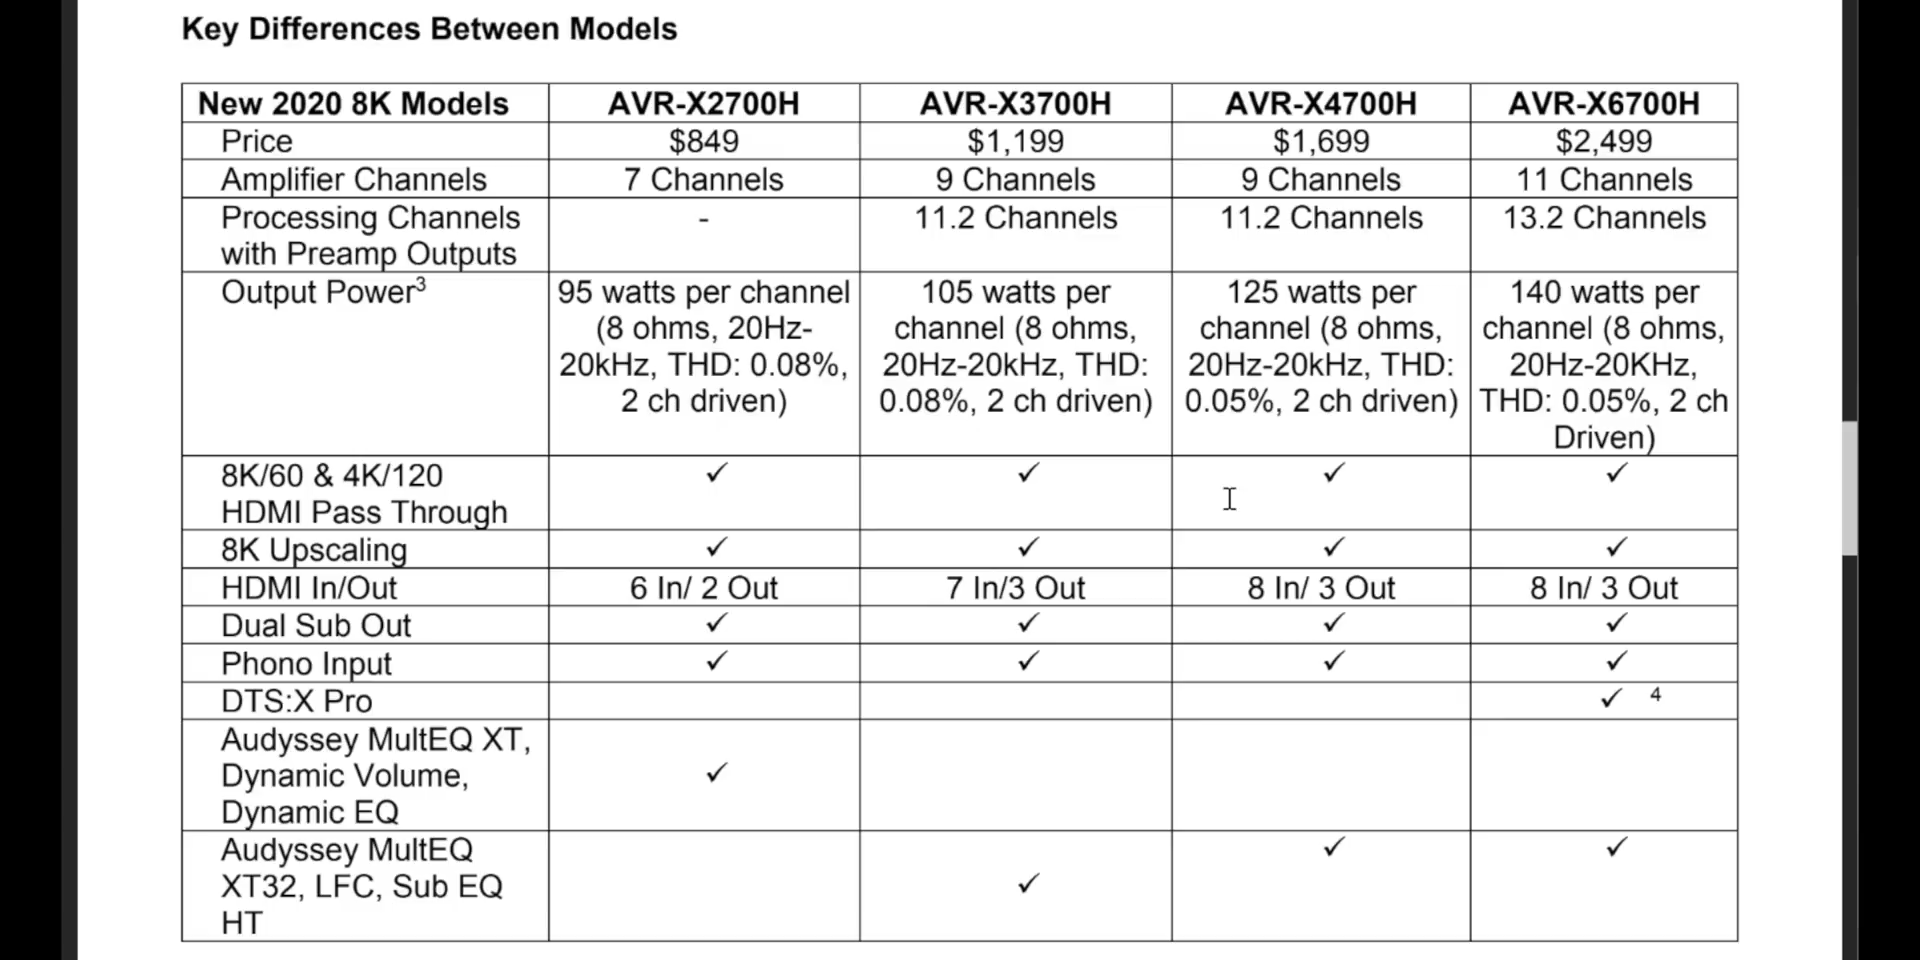 Key Differences Between Models
New 2020 8K Models AVR-X2700H AVR-X3700H AVR-X4700H AVR-X6700H
Price $849 $1,199 $1,699 $2,499
Amplifier Channels 7 Channels 9 Channels 9 Channels 11 Channels
Processing Channels - 11.2 Channels 11.2 Channels 13.2 Channels
with Preamp Outputs
Output Power³ 95 watts per channel 105 watts per 125 watts per 140 watts per
(8 ohms, 20Hz- channel (8 ohms, channel (8 ohms, channel (8 ohms,
20kHz, THD: 0.08%, 20Hz-20kHz, THD: 20Hz-20kHz, THD: 20Hz-20KHz,
2 ch driven) 0.08%, 2 ch driven) 0.05%, 2 ch driven) THD: 0.05%, 2 ch
Driven)
8K/60 & 4K/120 ✓ ✓ ✓ ✓
HDMI Pass Through
8K Upscaling ✓ ✓ ✓ ✓
HDMI In/Out 6 In/ 2 Out 7 In/3 Out 8 In/ 3 Out 8 In/ 3 Out
Dual Sub Out ✓ ✓ ✓ ✓
Phono Input ✓ ✓ ✓ ✓
DTS:X Pro ✓ ⁴
Audyssey MultEQ XT,
Dynamic Volume, ✓
Dynamic EQ
Audyssey MultEQ ✓ ✓
XT32, LFC, Sub EQ ✓
HT